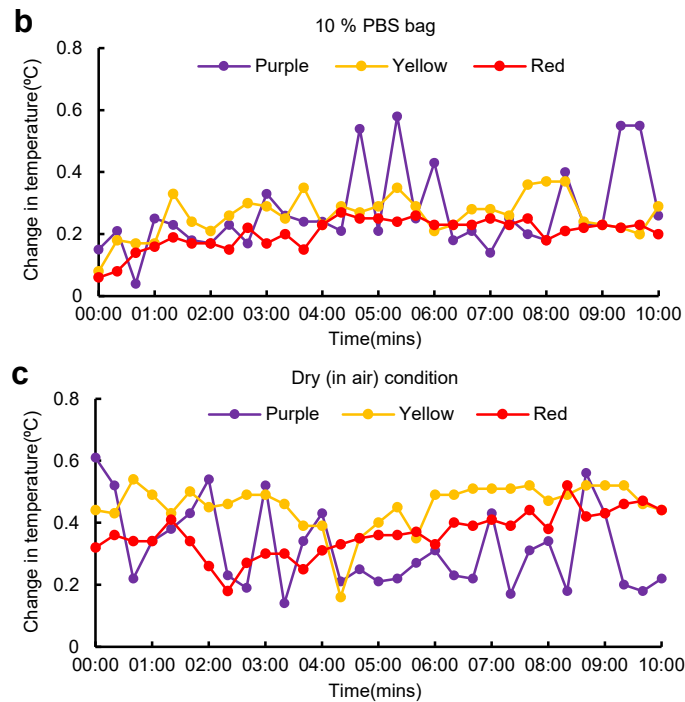 b
10 % PBS bag
Purple Yellow Red
Change in temperature(ºC)
0.8
0.6
0.4
0.2
0
00:00 01:00 02:00 03:00 04:00 05:00 06:00 07:00 08:00 09:00 10:00
Time(mins)
c
Dry (in air) condition
Purple Yellow Red
Change in temperature(ºC)
0.8
0.6
0.4
0.2
0
00:00 01:00 02:00 03:00 04:00 05:00 06:00 07:00 08:00 09:00 10:00
Time(mins)